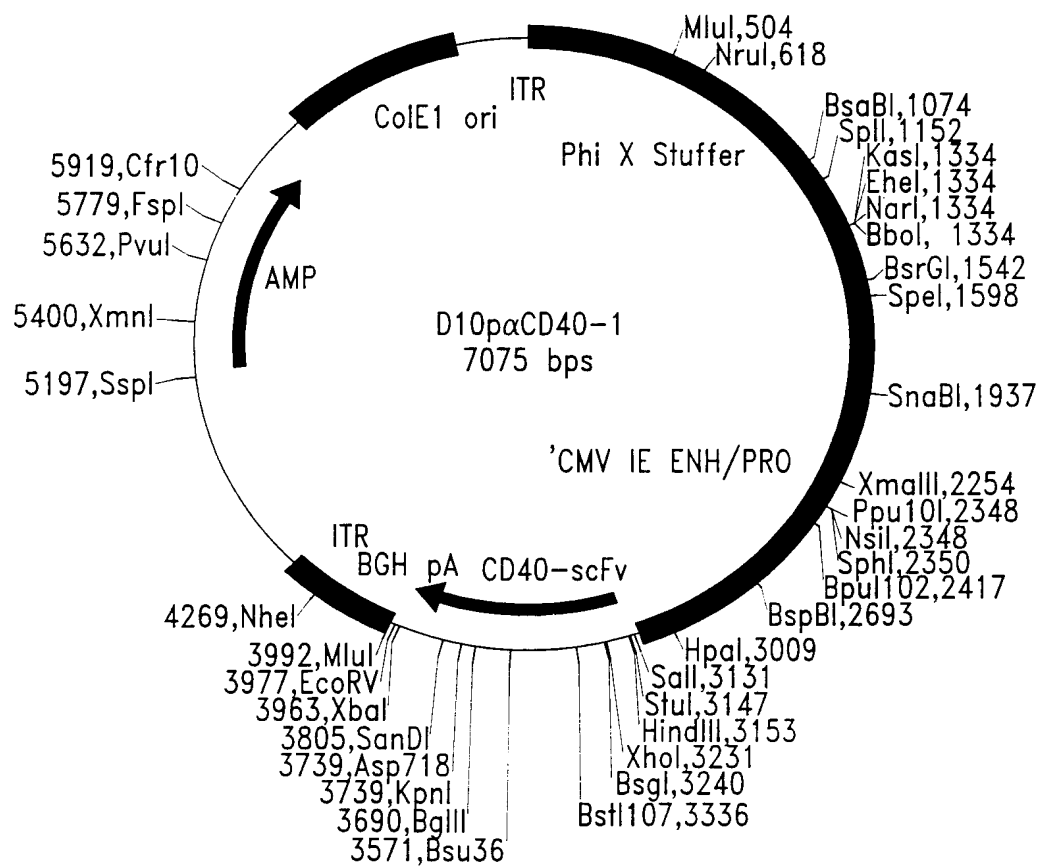 MluI,504
NruI,618
ITR
ColE1 ori
BsaBI,1074
SplI,1152
Phi X Stuffer
KasI,1334
EheI,1334
NarI,1334
BboI, 1334
5919,Cfr10
5779,FspI
5632,PvuI
AMP
BsrGI,1542
SpeI,1598
5400,XmnI
D10pαCD40-1
7075 bps
5197,SspI
SnaBI,1937
'CMV IE ENH/PRO
XmaIII,2254
Ppu10I,2348
NsiI,2348
SphI,2350
BpuI102,2417
ITR
BGH pA
CD40-scFv
BspBI,2693
4269,NheI
3992,MluI
3977,EcoRV
3963,XbaI
3805,SanDI
3739,Asp718
3739,KpnI
3690,BglII
3571,Bsu36
HpaI,3009
SalI,3131
StuI,3147
HindIII,3153
XhoI,3231
BsgI,3240
BstI107,3336